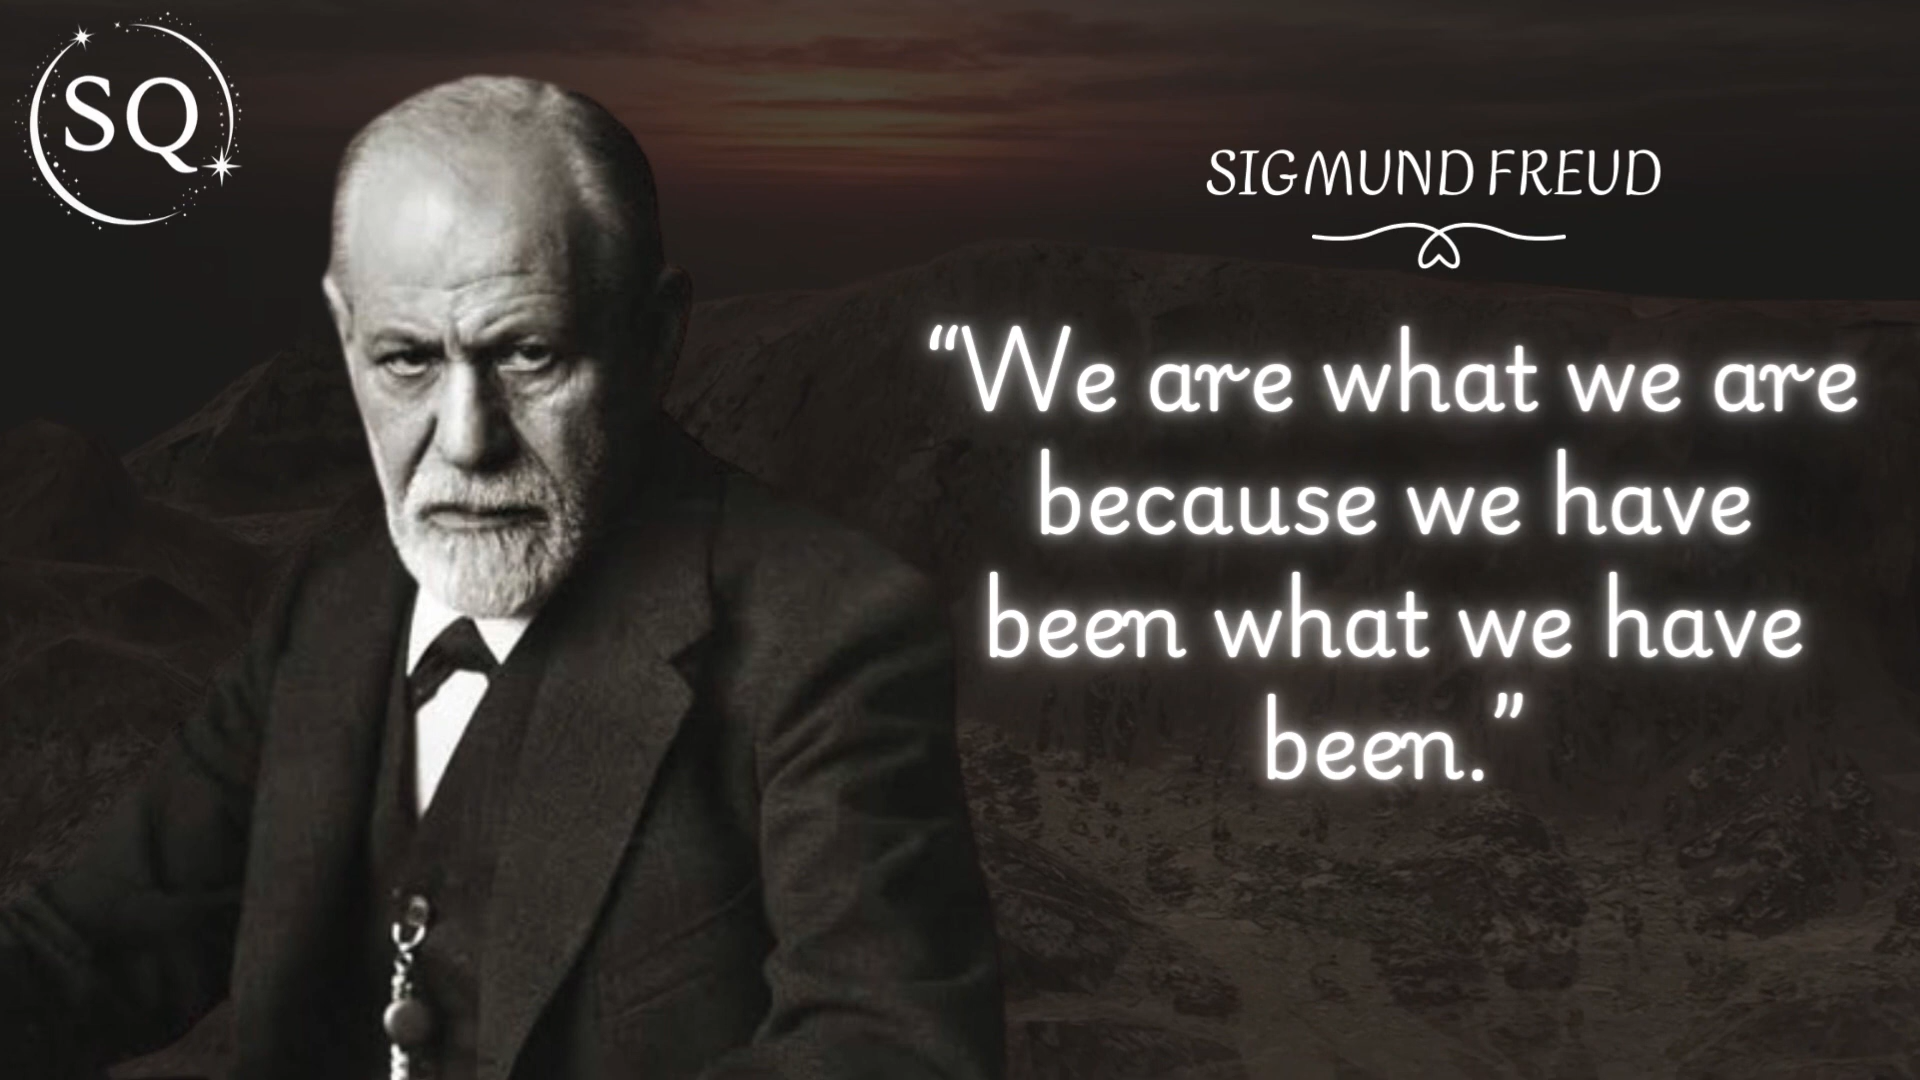 SQ
SIGMUND FREUD
“We are what we are
because we have
been what we have
been.”